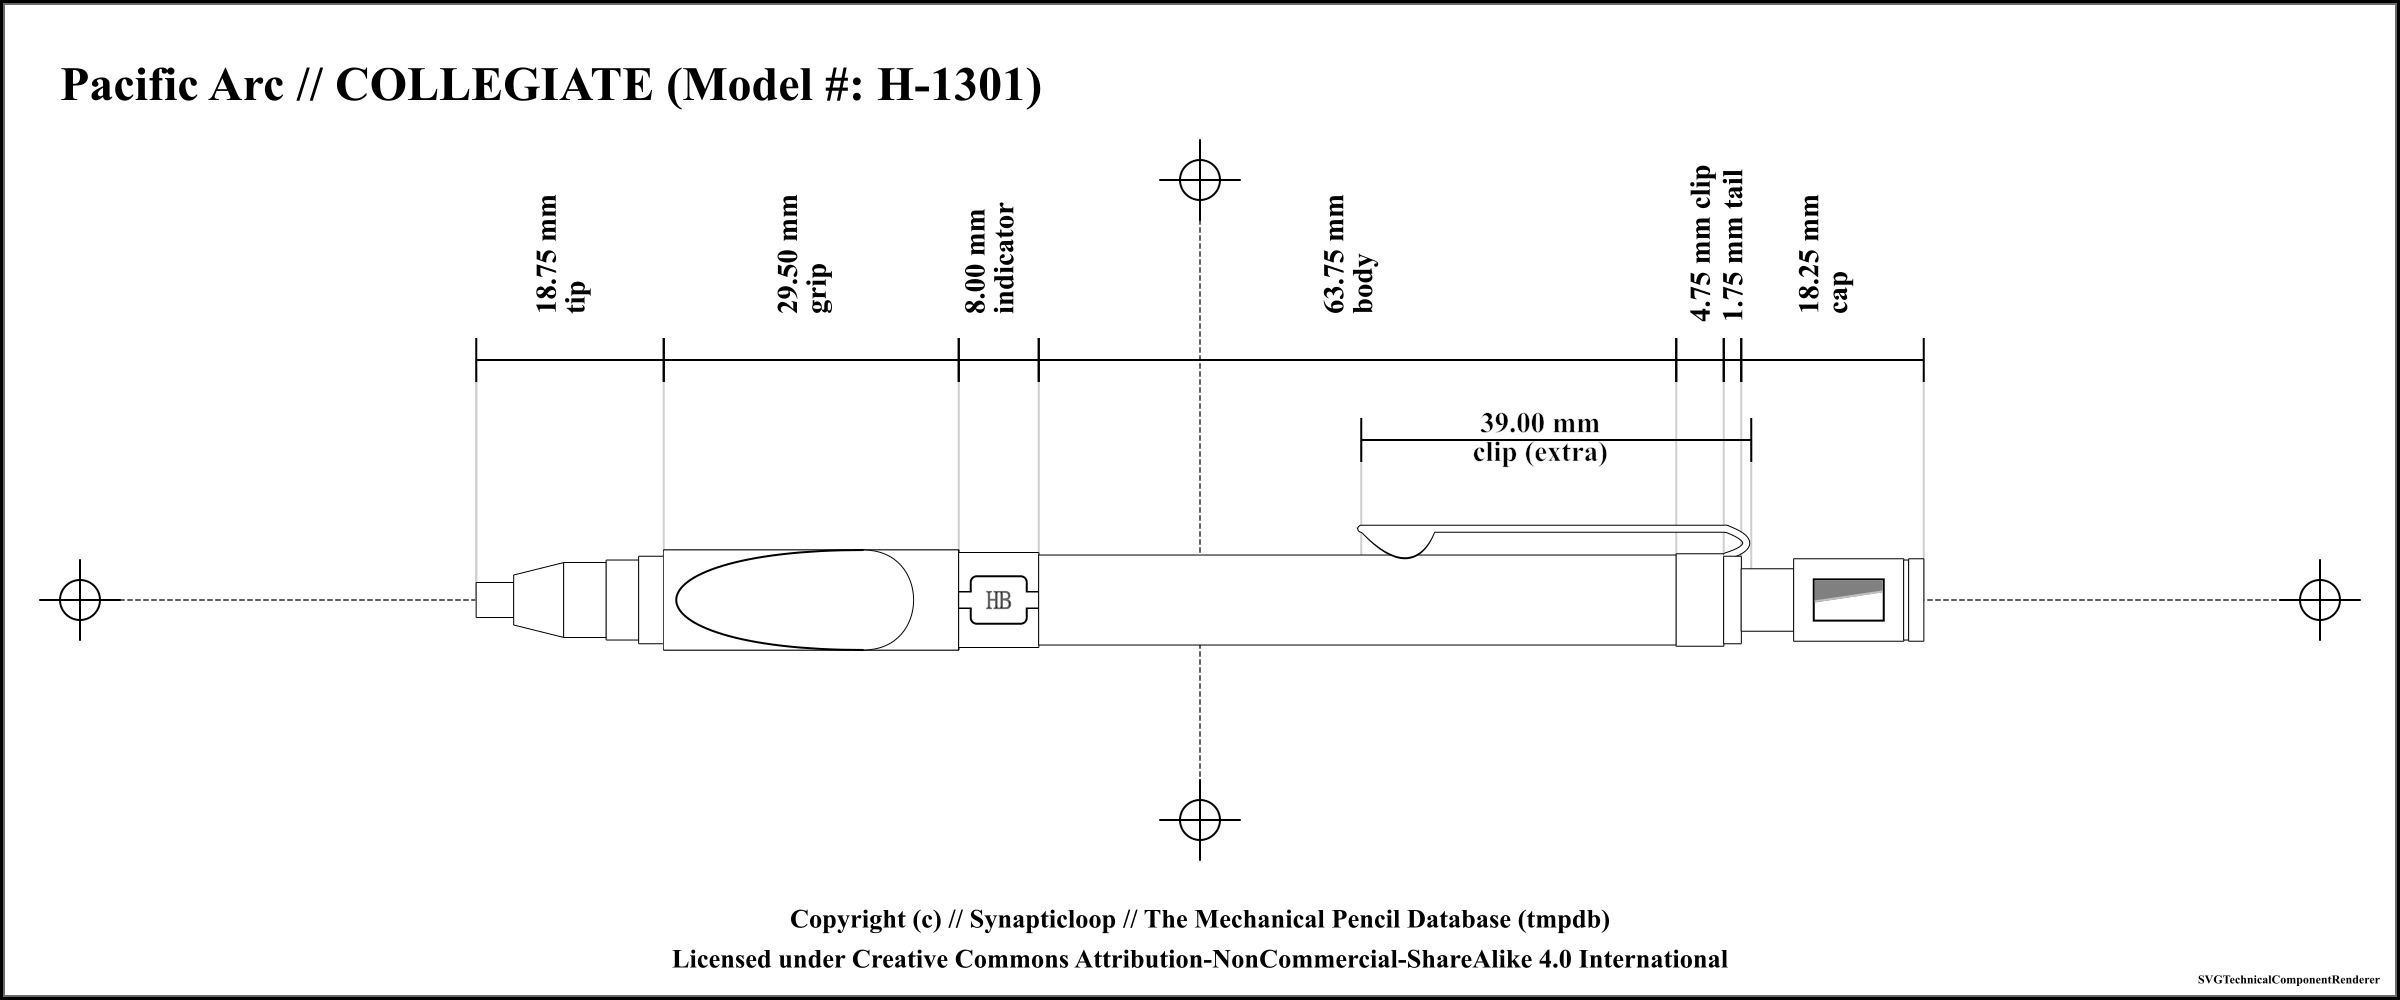 Pacific Arc // COLLEGIATE (Model #: H-1301)
18.75 mm
tip
29.50 mm
grip
8.00 mm
indicator
63.75 mm
body
4.75 mm clip
1.75 mm tail
18.25 mm
cap
39.00 mm
clip (extra)
HB
Copyright (c) // Synapticloop // The Mechanical Pencil Database (tmpdb)
Licensed under Creative Commons Attribution-NonCommercial-ShareAlike 4.0 International
SVGTechnicalComponentRenderer